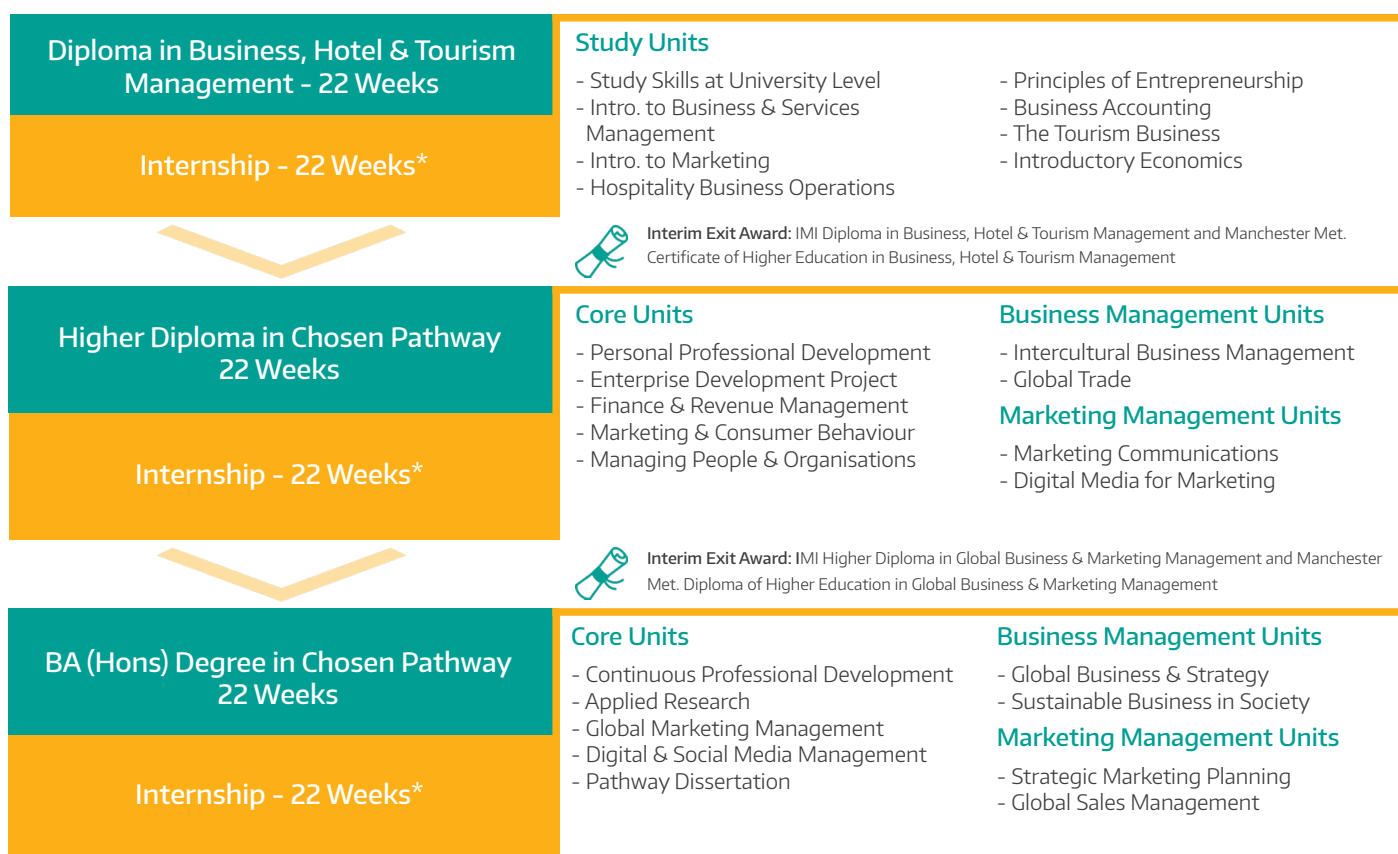 Diploma in Business, Hotel & Tourism
Management - 22 Weeks
Internship - 22 Weeks*
Study Units
- Study Skills at University Level
- Intro. to Business & Services
Management
- Intro. to Marketing
- Hospitality Business Operations
- Principles of Entrepreneurship
- Business Accounting
- The Tourism Business
- Introductory Economics
Interim Exit Award: IMI Diploma in Business, Hotel & Tourism Management and Manchester Met.
Certificate of Higher Education in Business, Hotel & Tourism Management
Higher Diploma in Chosen Pathway
22 Weeks
Internship - 22 Weeks*
Core Units
- Personal Professional Development
- Enterprise Development Project
- Finance & Revenue Management
- Marketing & Consumer Behaviour
- Managing People & Organisations
Business Management Units
- Intercultural Business Management
- Global Trade
Marketing Management Units
- Marketing Communications
- Digital Media for Marketing
Interim Exit Award: IMI Higher Diploma in Global Business & Marketing Management and Manchester
Met. Diploma of Higher Education in Global Business & Marketing Management
BA (Hons) Degree in Chosen Pathway
22 Weeks
Internship - 22 Weeks*
Core Units
- Continuous Professional Development
- Applied Research
- Global Marketing Management
- Digital & Social Media Management
- Pathway Dissertation
Business Management Units
- Global Business & Strategy
- Sustainable Business in Society
Marketing Management Units
- Strategic Marketing Planning
- Global Sales Management